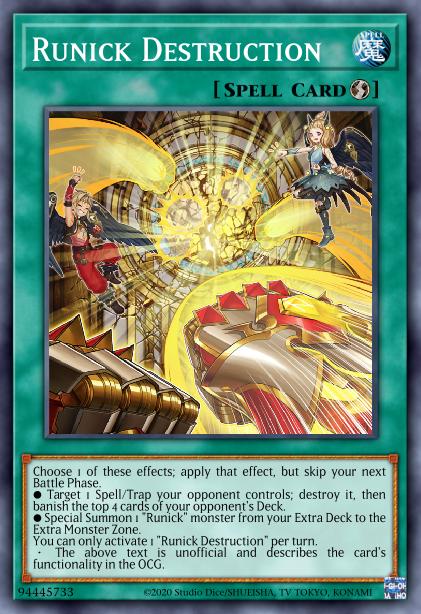 RUNICK DESTRUCTION
SPELL
魔
[SPELL CARD]
Choose 1 of these effects; apply that effect, but skip your next
Battle Phase.
● Target 1 Spell/Trap your opponent controls; destroy it, then
banish the top 4 cards of your opponent's Deck.
● Special Summon 1 "Runick" monster from your Extra Deck to the
Extra Monster Zone.
You can only activate 1 "Runick Destruction" per turn.
· The above text is unofficial and describes the card's
functionality in the OCG.
94445733 ©2020 Studio Dice/SHUEISHA, TV TOKYO, KONAMI